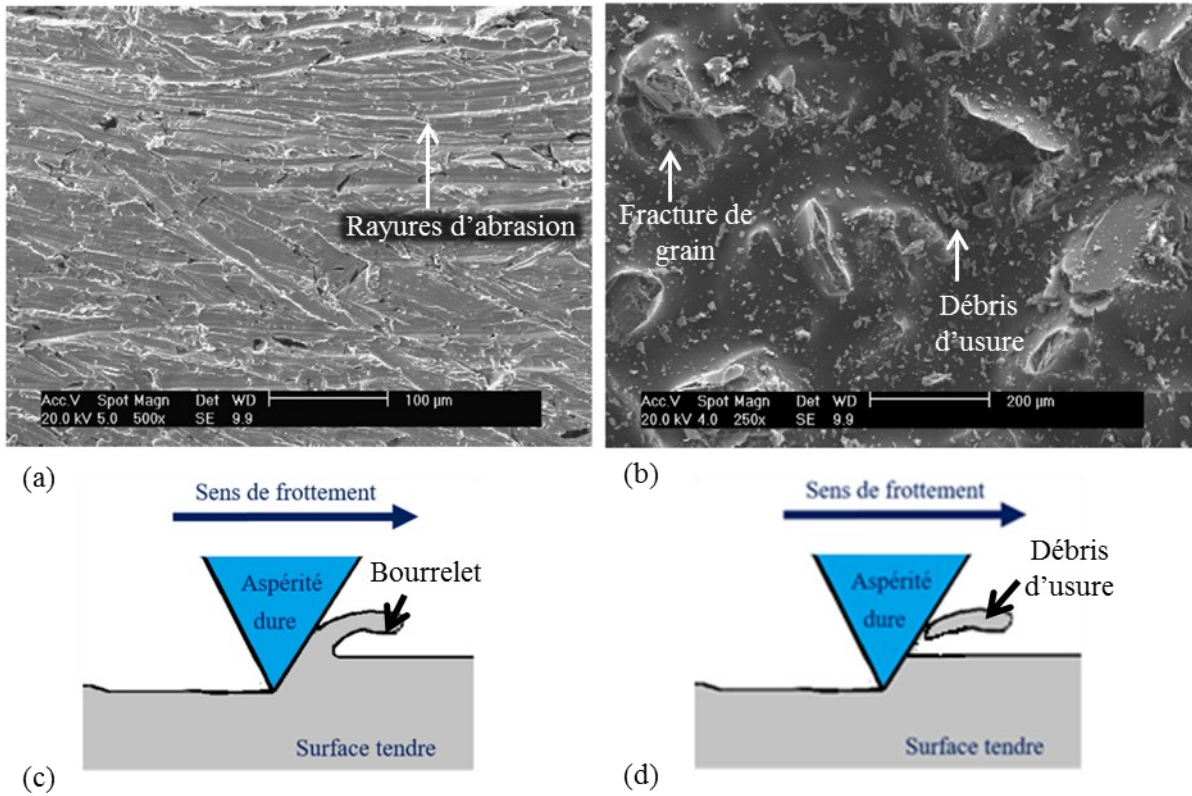 Rayures d’abrasion
Acc.V Spot Magn Det WD 100 µm
20.0 kV 5.0 500x SE 9.9
Fracture de
grain
Débris
d’usure
Acc.V Spot Magn Det WD 200 µm
20.0 kV 4.0 250x SE 9.9
(a)
(b)
Sens de frottement
Aspérité
dure
Bourrelet
Surface tendre
(c)
Sens de frottement
Aspérité
dure
Débris
d’usure
Surface tendre
(d)